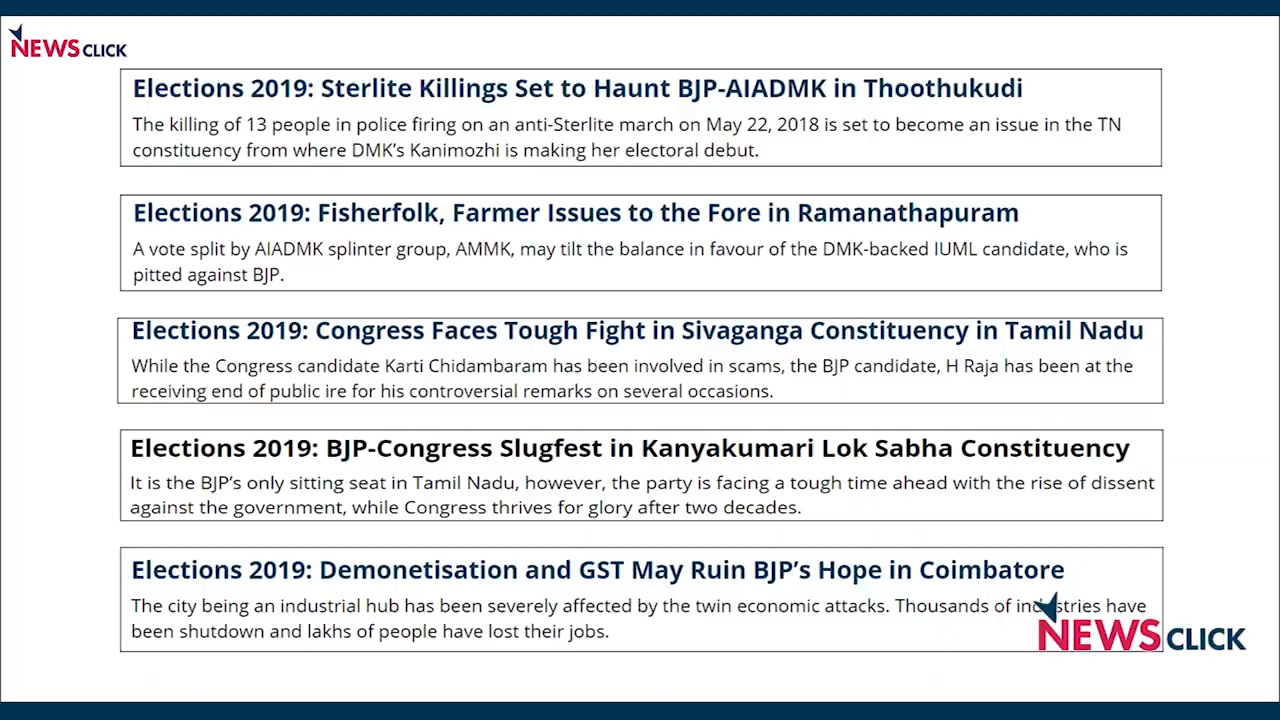 NEWSCLICK
Elections 2019: Sterlite Killings Set to Haunt BJP-AIADMK in Thoothukudi
The killing of 13 people in police firing on an anti-Sterlite march on May 22, 2018 is set to become an issue in the TN
constituency from where DMK’s Kanimozhi is making her electoral debut.
Elections 2019: Fisherfolk, Farmer Issues to the Fore in Ramanathapuram
A vote split by AIADMK splinter group, AMMK, may tilt the balance in favour of the DMK-backed IUML candidate, who is
pitted against BJP.
Elections 2019: Congress Faces Tough Fight in Sivaganga Constituency in Tamil Nadu
While the Congress candidate Karti Chidambaram has been involved in scams, the BJP candidate, H Raja has been at the
receiving end of public ire for his controversial remarks on several occasions.
Elections 2019: BJP-Congress Slugfest in Kanyakumari Lok Sabha Constituency
It is the BJP’s only sitting seat in Tamil Nadu, however, the party is facing a tough time ahead with the rise of dissent
against the government, while Congress thrives for glory after two decades.
Elections 2019: Demonetisation and GST May Ruin BJP’s Hope in Coimbatore
The city being an industrial hub has been severely affected by the twin economic attacks. Thousands of industries have
been shutdown and lakhs of people have lost their jobs.
NEWSCLICK